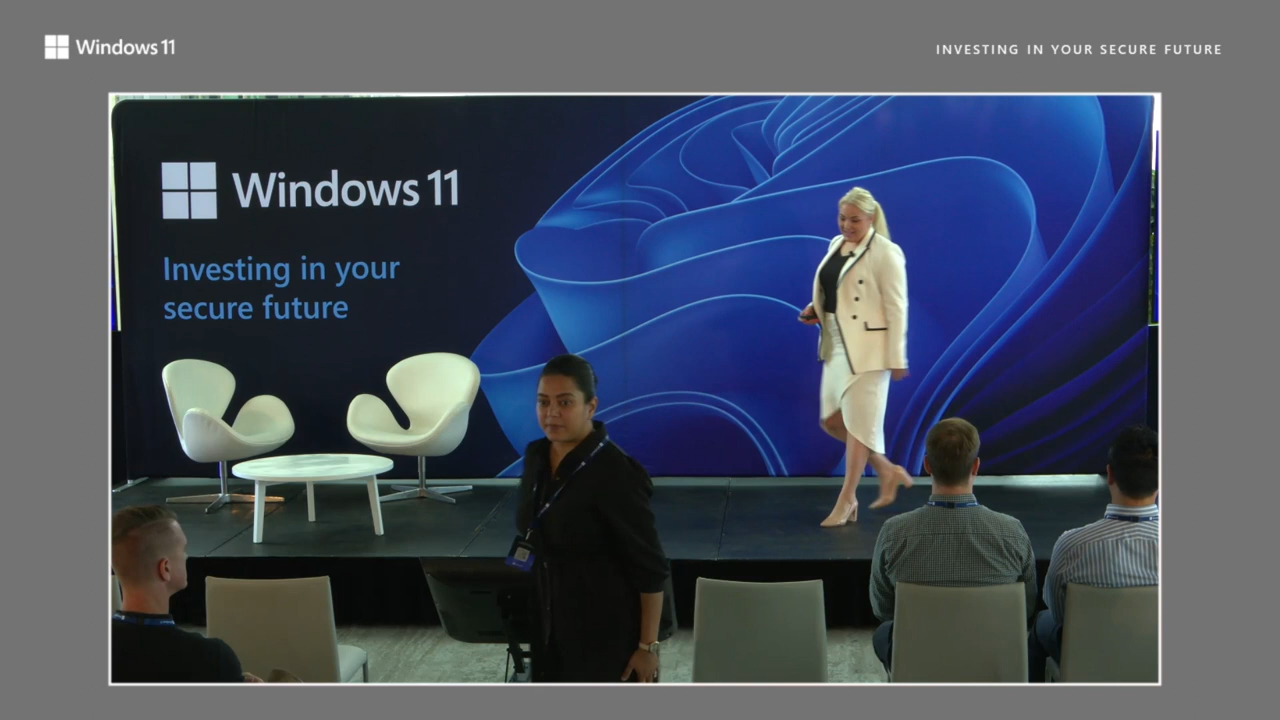 Windows 11
INVESTING IN YOUR SECURE FUTURE
Windows 11
Investing in your
secure future